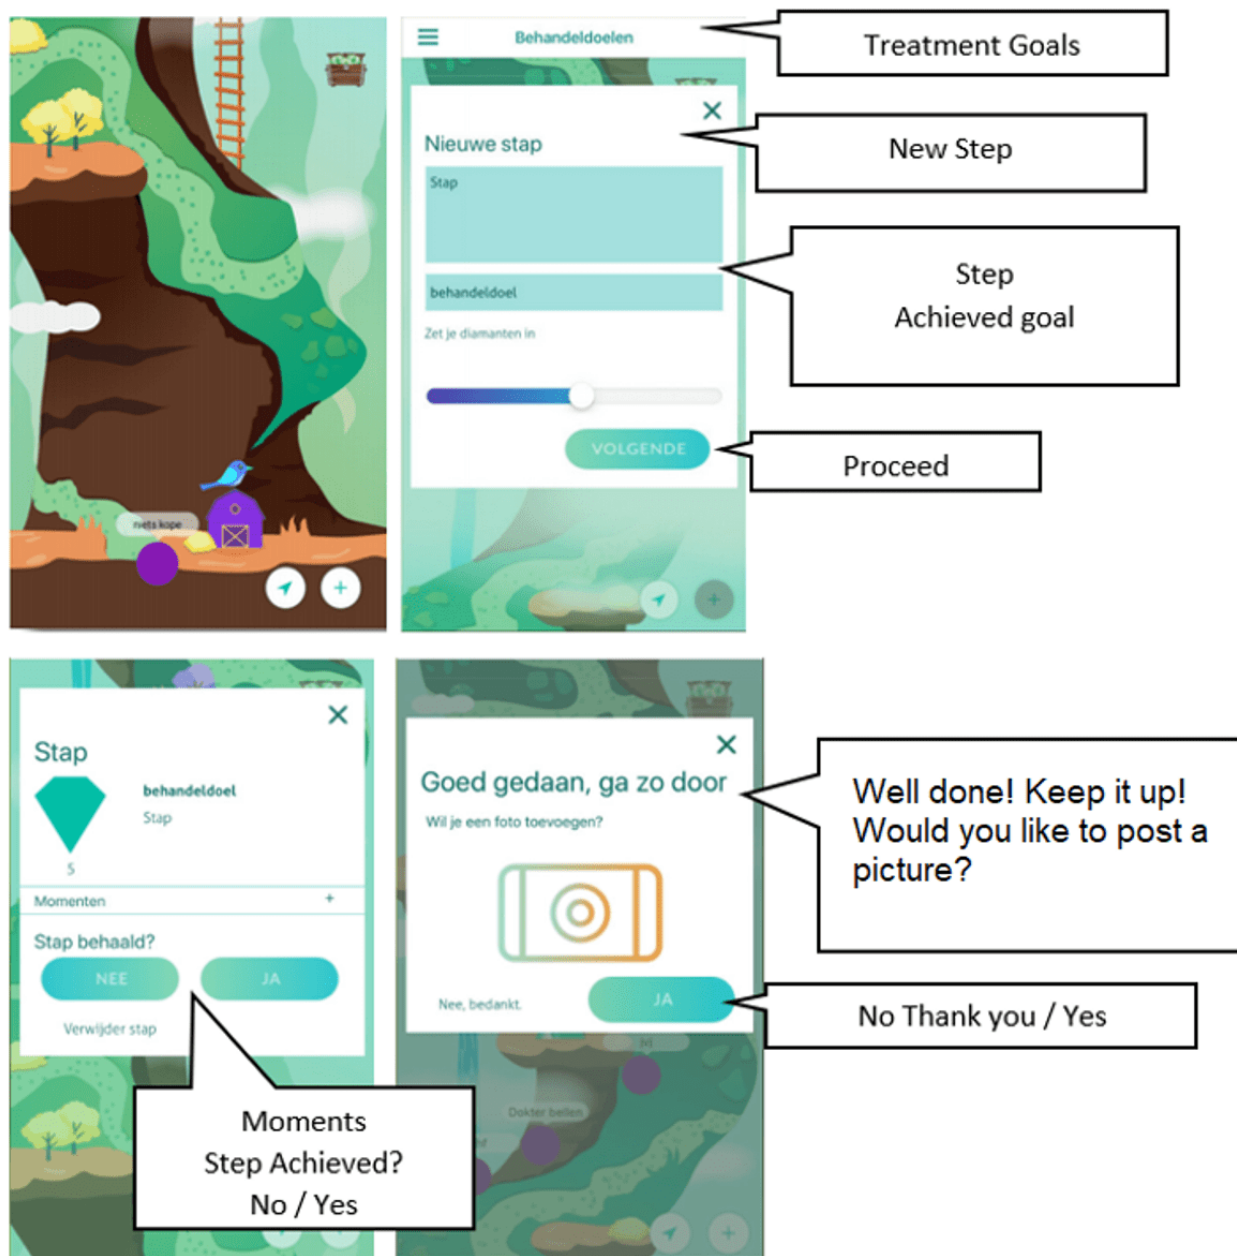 niets kope
Behandeldoelen
Treatment Goals
Nieuwe stap
New Step
Stap
behandeldoel
Step
Achieved goal
Zet je diamanten in
VOLGENDE
Proceed
Stap
behandeldoel
Stap
5
Momenten
Stap behaald?
NEE
JA
Verwijder stap
Moments
Step Achieved?
No / Yes
Goed gedaan, ga zo door
Wil je een foto toevoegen?
Nee, bedankt.
JA
Dokter bellen
Well done! Keep it up!
Would you like to post a
picture?
No Thank you / Yes